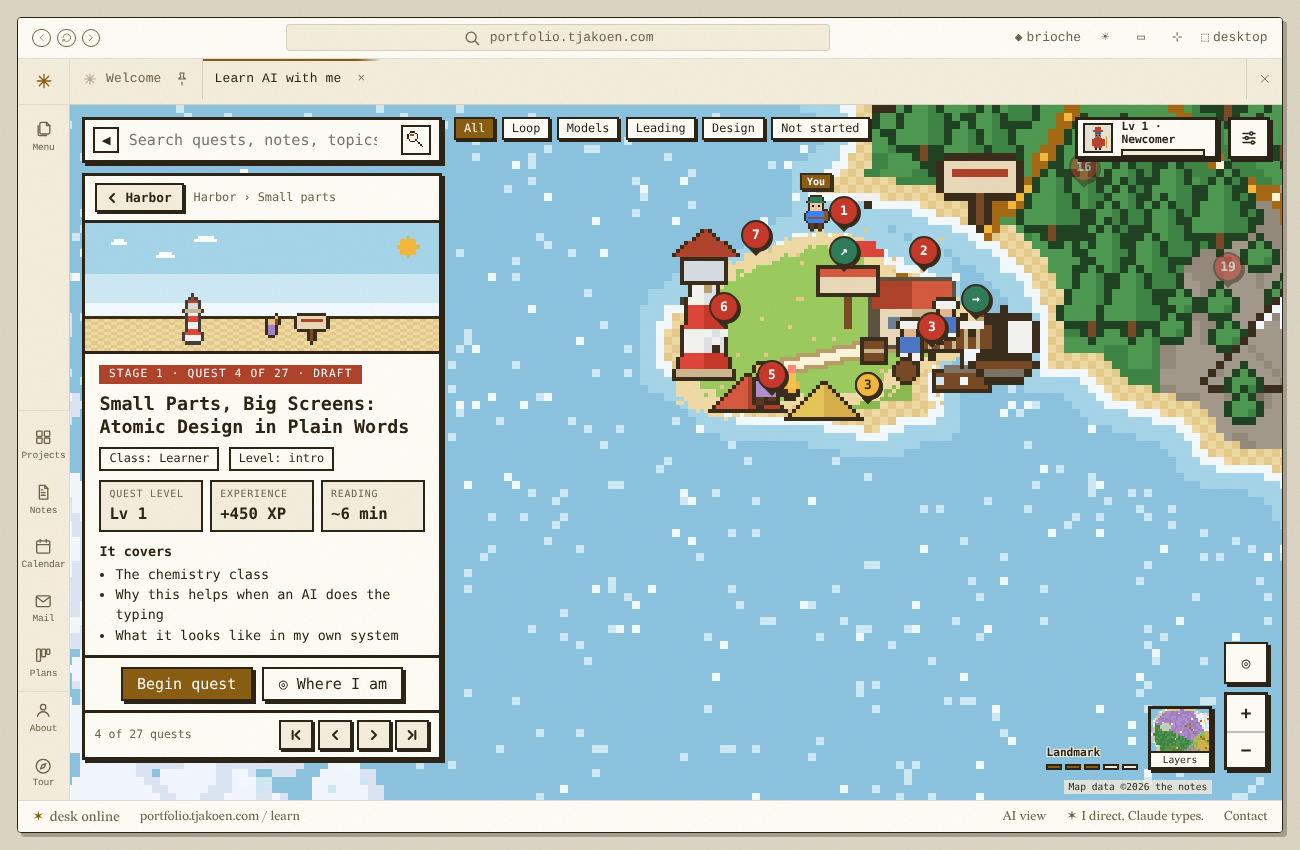 portfolio.tjakoen.com
brioche
desktop
Welcome
Learn AI with me
Menu
Projects
Notes
Calendar
Mail
Plans
About
Tour
Search quests, notes, topics
All
Loop
Models
Leading
Design
Not started
Lv 1 ·
Newcomer
Harbor
Harbor › Small parts
STAGE 1 · QUEST 4 OF 27 · DRAFT
Small Parts, Big Screens:
Atomic Design in Plain Words
Class: Learner
Level: intro
QUEST LEVEL
Lv 1
EXPERIENCE
+450 XP
READING
~6 min
It covers
• The chemistry class
• Why this helps when an AI does the
typing
• What it looks like in my own system
Begin quest
◎ Where I am
4 of 27 quests
You
1
7
2
6
3
5
3
16
19
Landmark
Layers
+
−
Map data ©2026 the notes
desk online
portfolio.tjakoen.com / learn
AI view
I direct, Claude types.
Contact